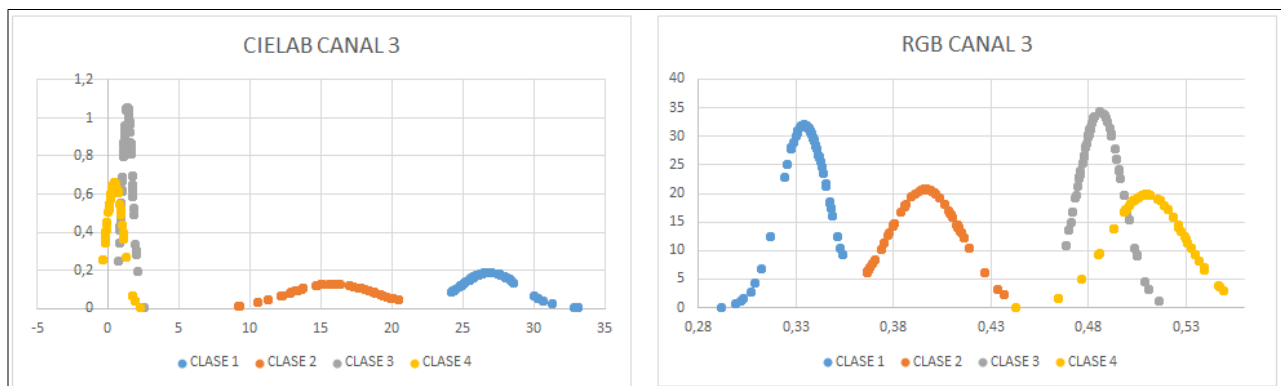 CIELAB CANAL 3
1,2
1
0,8
0,6
0,4
0,2
0
-5 0 5 10 15 20 25 30 35
CLASE 1 CLASE 2 CLASE 3 CLASE 4
RGB CANAL 3
40
35
30
25
20
15
10
5
0
0,28 0,33 0,38 0,43 0,48 0,53
CLASE 1 CLASE 2 CLASE 3 CLASE 4